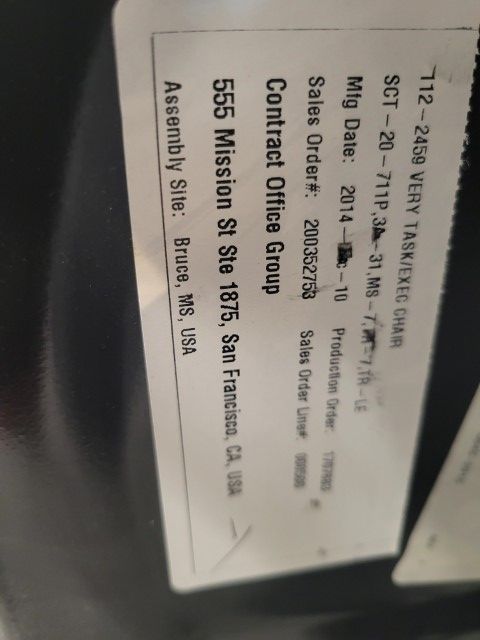 112-2459 VERY TASK/EXEC CHAIR
SCT-20-711P,3A-31,MS-7, -7,TR-LE
Mfg Date: 2014- -10 Production Order:
Sales Order#: 200352753 Sales Order Line#:
Contract Office Group
555 Mission St Ste 1875, San Francisco, CA, USA
Assembly Site: Bruce, MS, USA